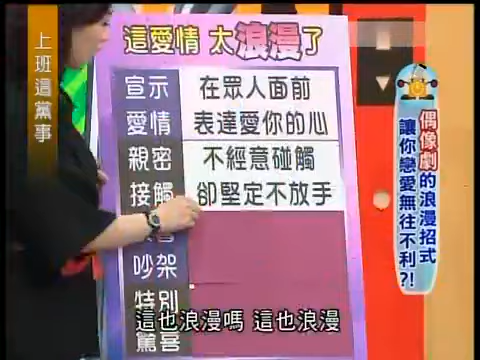 上班這黨事
這愛情 太浪漫了
宣示
愛情
在眾人面前
表達愛你的心
親密
接觸
不經意碰觸
卻堅定不放手
吵架
特別
驚喜
偶像劇的浪漫招式
讓你戀愛無往不利?!
這也浪漫嗎 這也浪漫